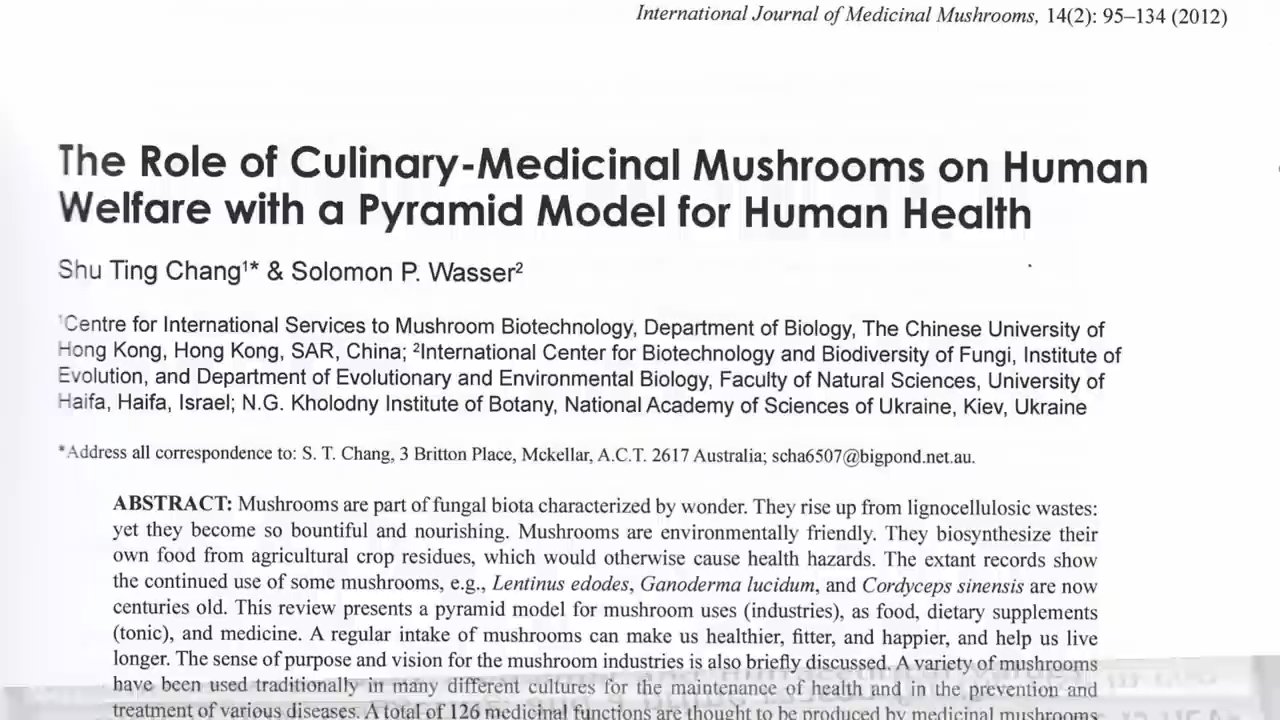 International Journal of Medicinal Mushrooms, 14(2): 95–134 (2012)
The Role of Culinary-Medicinal Mushrooms on Human
Welfare with a Pyramid Model for Human Health
Shu Ting Chang¹* & Solomon P. Wasser²
¹Centre for International Services to Mushroom Biotechnology, Department of Biology, The Chinese University of
Hong Kong, Hong Kong, SAR, China; ²International Center for Biotechnology and Biodiversity of Fungi, Institute of
Evolution, and Department of Evolutionary and Environmental Biology, Faculty of Natural Sciences, University of
Haifa, Haifa, Israel; N.G. Kholodny Institute of Botany, National Academy of Sciences of Ukraine, Kiev, Ukraine
*Address all correspondence to: S. T. Chang, 3 Britton Place, Mckellar, A.C.T. 2617 Australia; scha6507@bigpond.net.au.
ABSTRACT: Mushrooms are part of fungal biota characterized by wonder. They rise up from lignocellulosic wastes:
yet they become so bountiful and nourishing. Mushrooms are environmentally friendly. They biosynthesize their
own food from agricultural crop residues, which would otherwise cause health hazards. The extant records show
the continued use of some mushrooms, e.g., Lentinus edodes, Ganoderma lucidum, and Cordyceps sinensis are now
centuries old. This review presents a pyramid model for mushroom uses (industries), as food, dietary supplements
(tonic), and medicine. A regular intake of mushrooms can make us healthier, fitter, and happier, and help us live
longer. The sense of purpose and vision for the mushroom industries is also briefly discussed. A variety of mushrooms
have been used traditionally in many different cultures for the maintenance of health and in the prevention and
treatment of various diseases. A total of 126 medicinal functions are thought to be produced by medicinal mushrooms